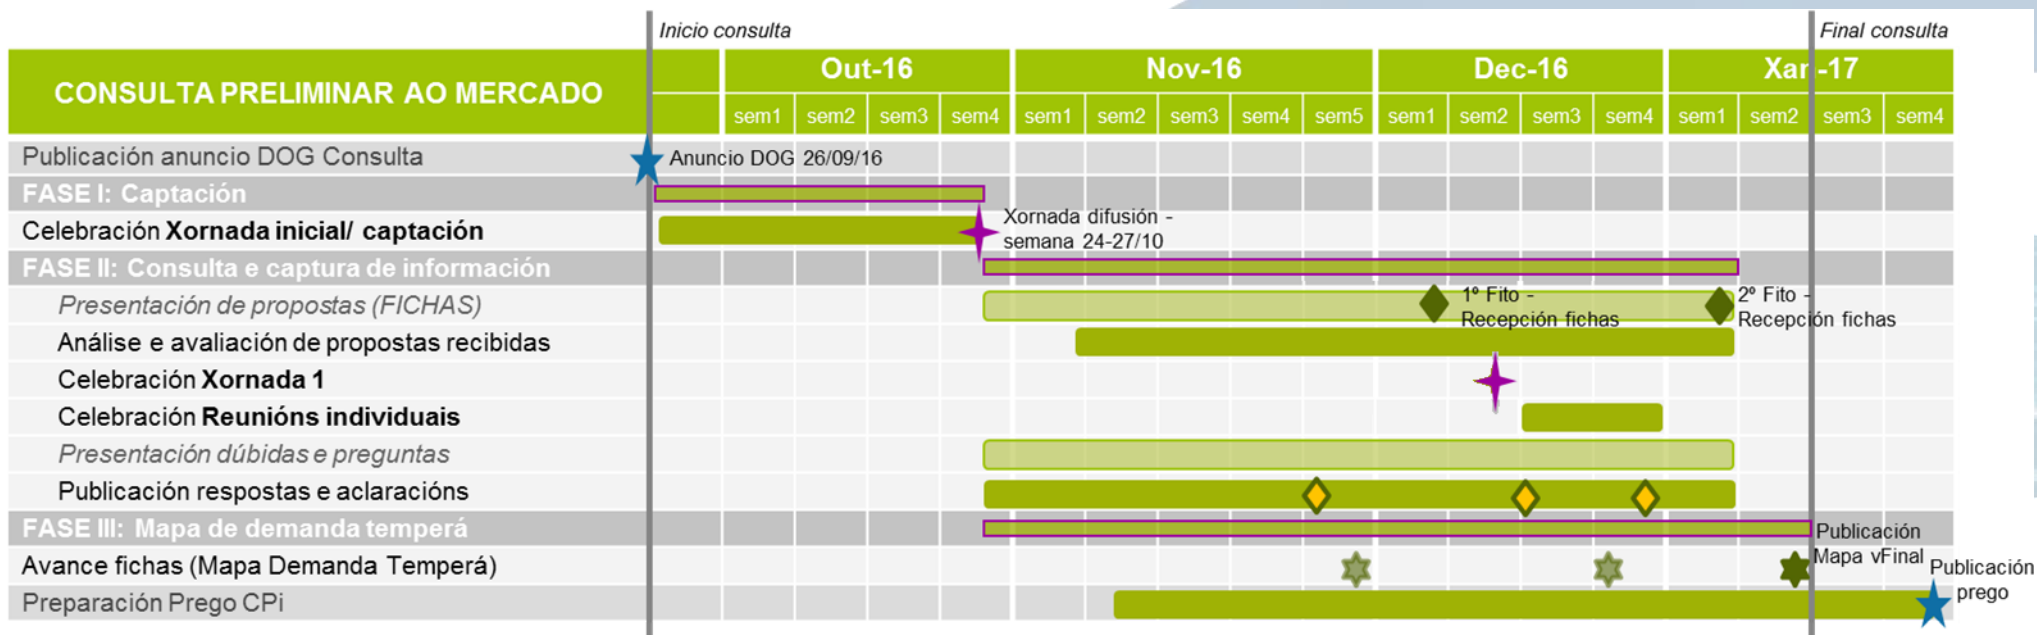 Inicio consulta
Final consulta
CONSULTA PRELIMINAR AO MERCADO
Out-16 Nov-16 Dec-16 Xan-17
sem1 sem2 sem3 sem4 sem1 sem2 sem3 sem4 sem5 sem1 sem2 sem3 sem4 sem1 sem2 sem3 sem4
Publicación anuncio DOG Consulta
Anuncio DOG 26/09/16
FASE I: Captación
Celebración Xornada inicial/ captación
Xornada difusión -
semana 24-27/10
FASE II: Consulta e captura de información
Presentación de propostas (FICHAS)
1º Fito -
Recepción fichas
2º Fito -
Recepción fichas
Análise e avaliación de propostas recibidas
Celebración Xornada 1
Celebración Reunións individuais
Presentación dúbidas e preguntas
Publicación respostas e aclaracións
FASE III: Mapa de demanda temperá
Publicación
Mapa vFinal
Avance fichas (Mapa Demanda Temperá)
Publicación
prego
Preparación Prego CPi